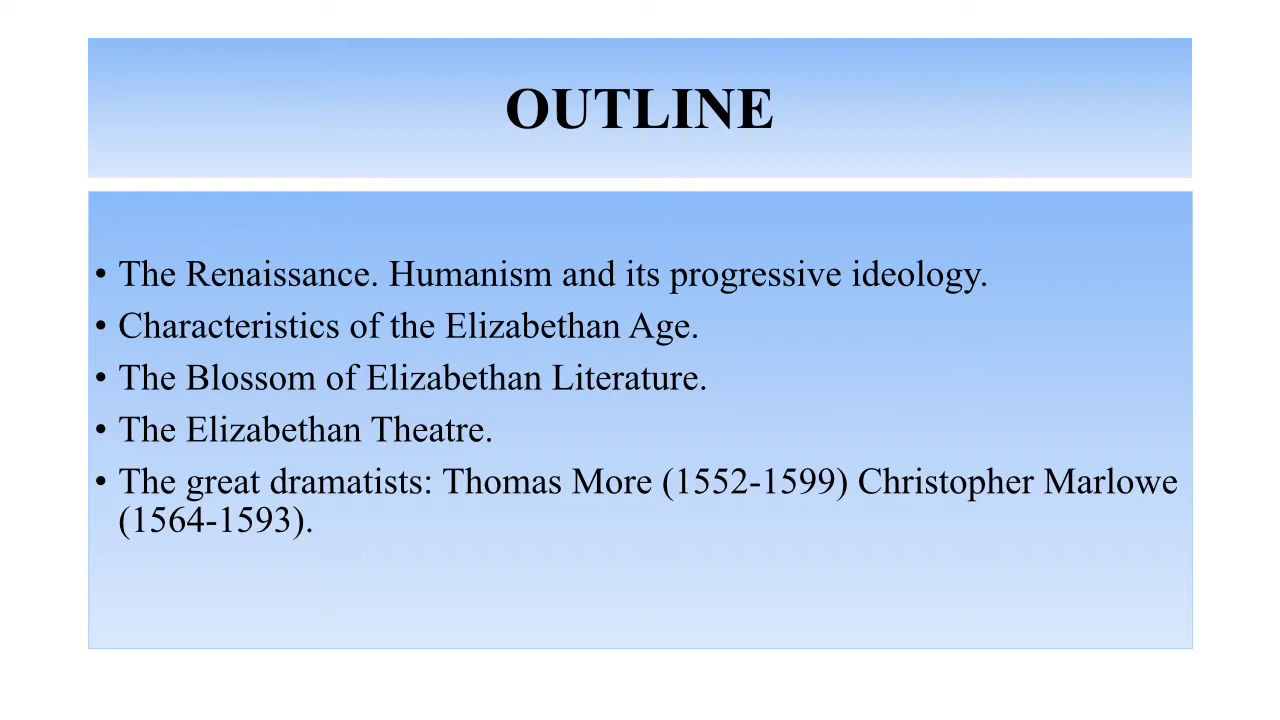 OUTLINE
• The Renaissance. Humanism and its progressive ideology.
• Characteristics of the Elizabethan Age.
• The Blossom of Elizabethan Literature.
• The Elizabethan Theatre.
• The great dramatists: Thomas More (1552-1599) Christopher Marlowe
(1564-1593).